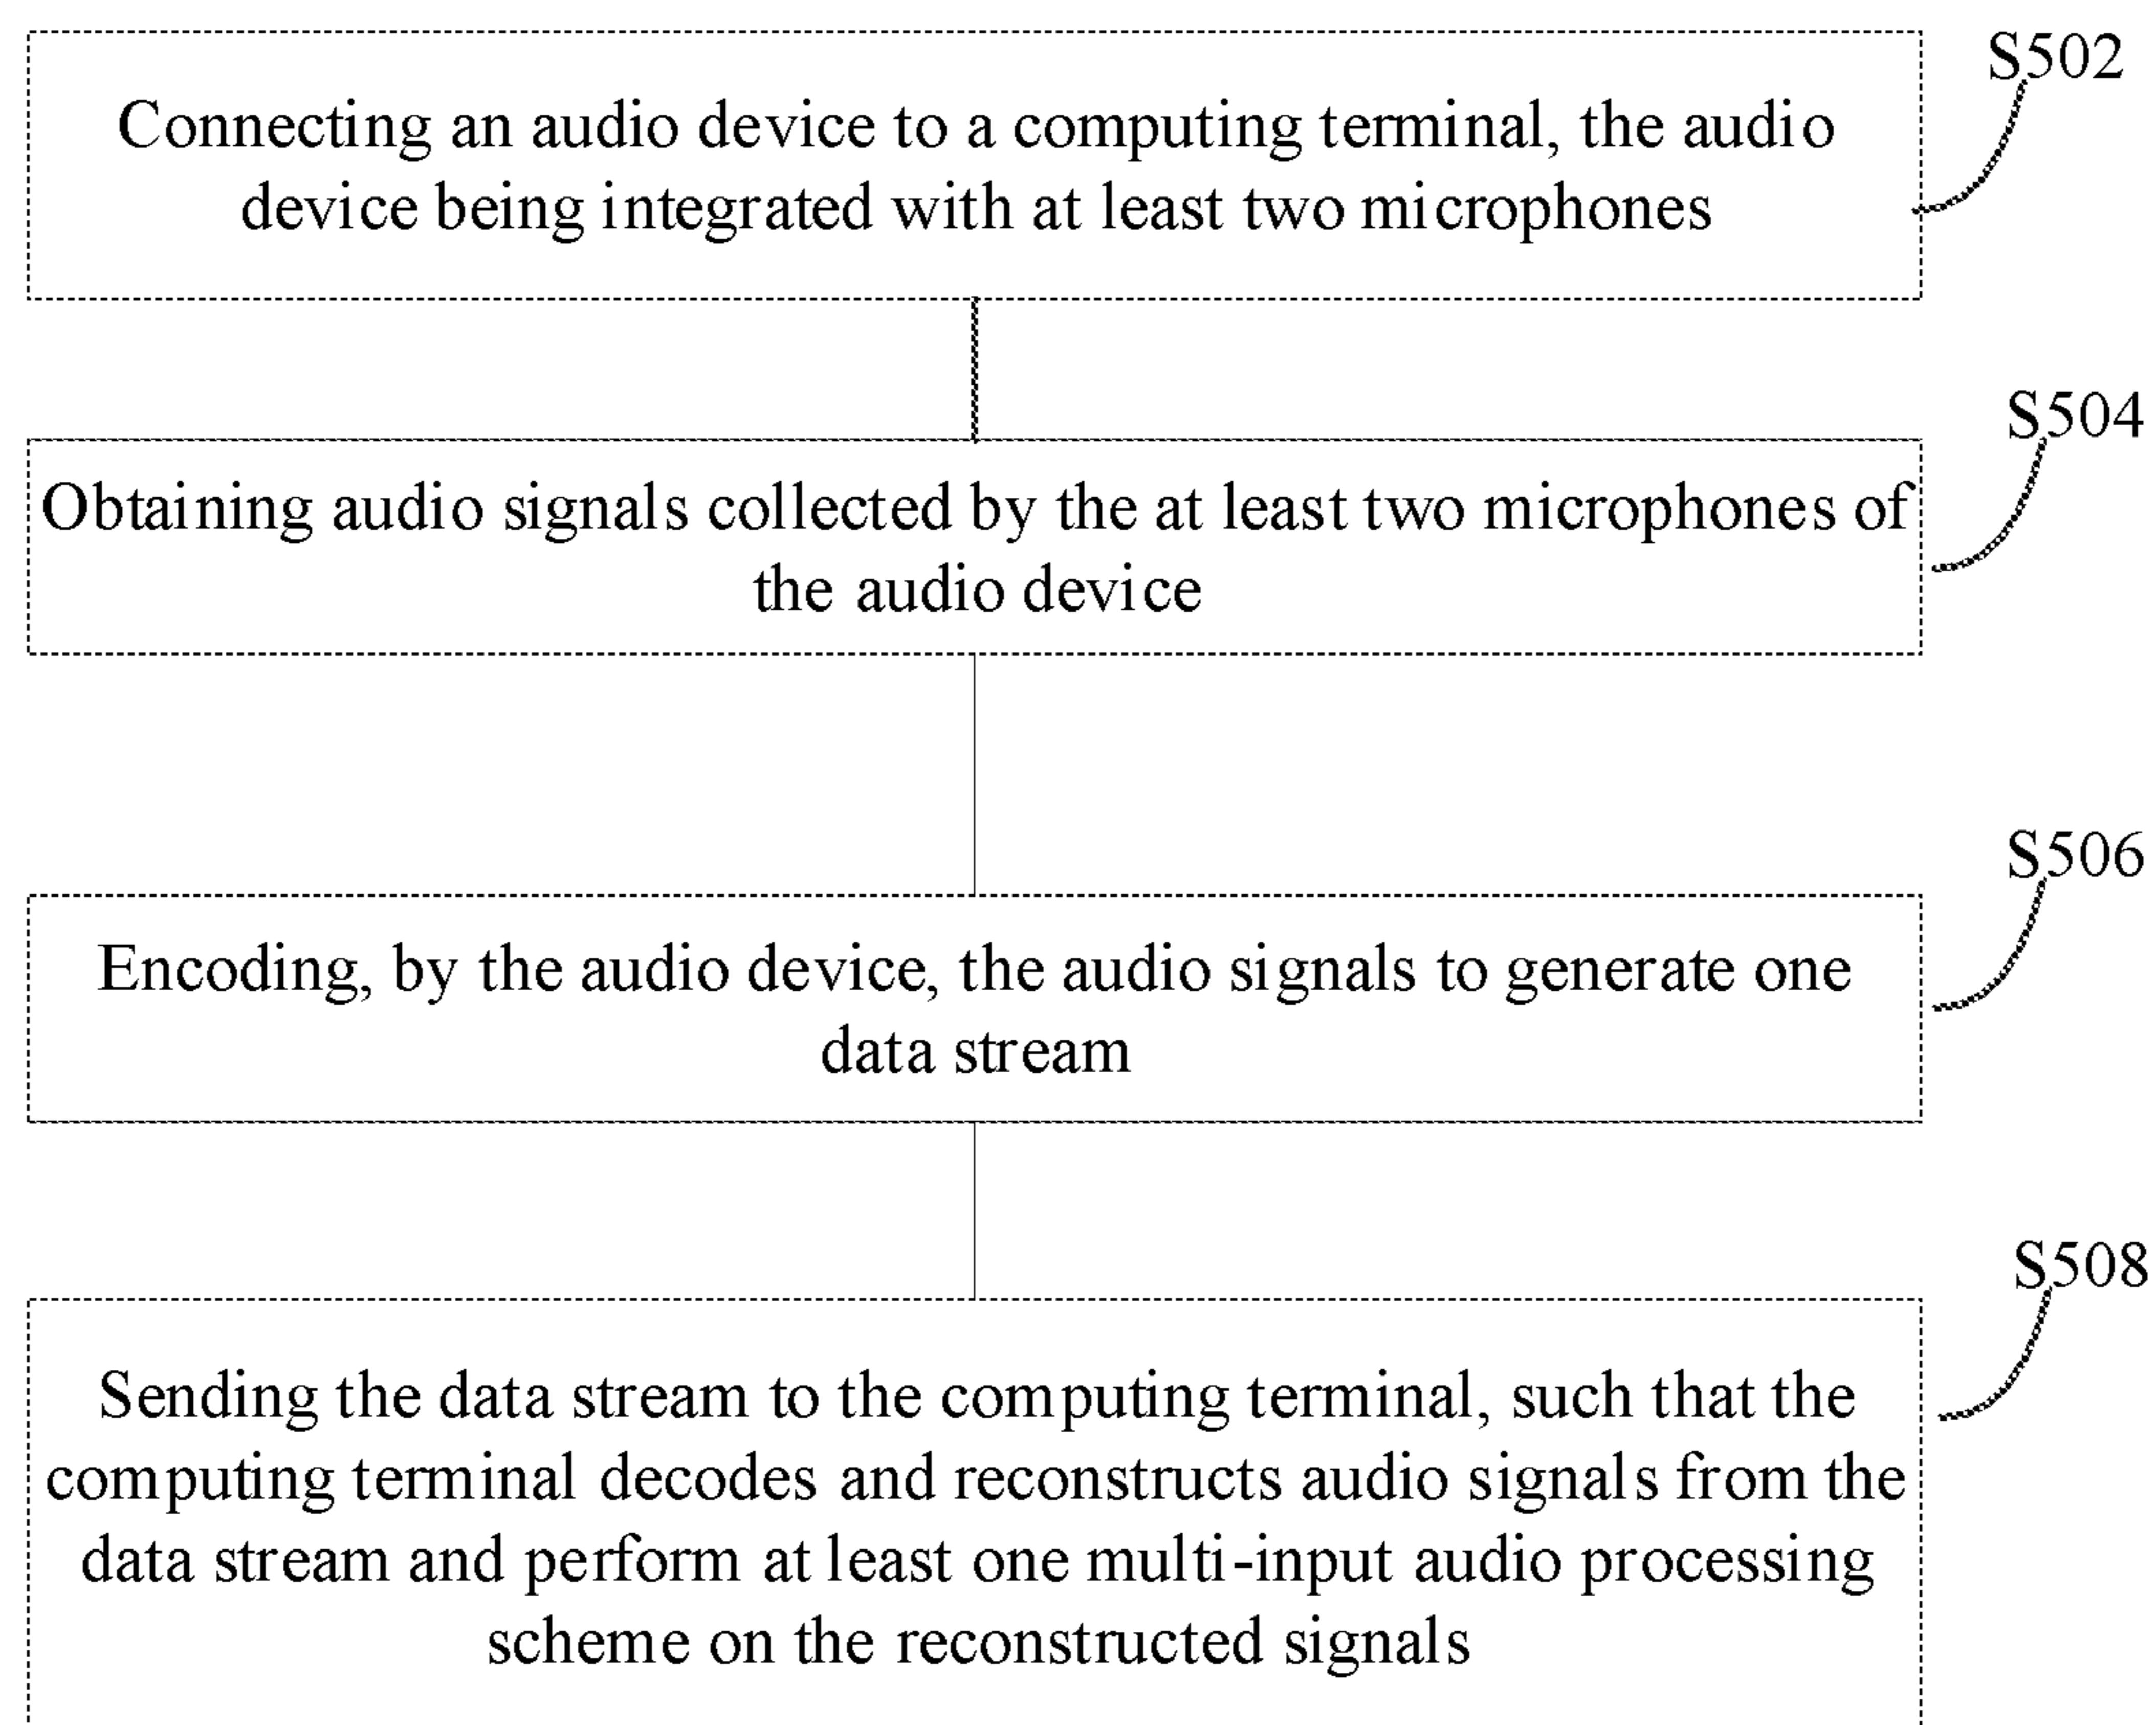 S502
Connecting an audio device to a computing terminal, the audio
device being integrated with at least two microphones
S504
Obtaining audio signals collected by the at least two microphones of
the audio device
S506
Encoding, by the audio device, the audio signals to generate one
data stream
S508
Sending the data stream to the computing terminal, such that the
computing terminal decodes and reconstructs audio signals from the
data stream and perform at least one multi-input audio processing
scheme on the reconstructed signals